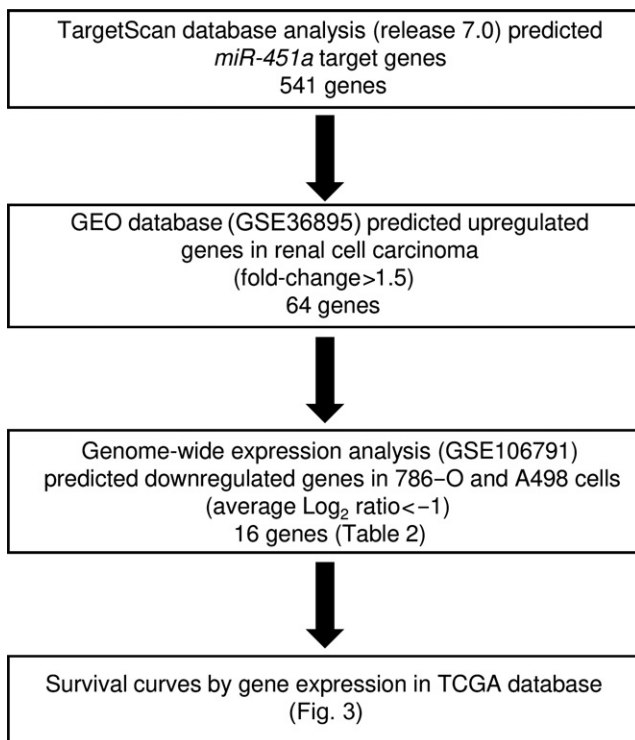 TargetScan database analysis (release 7.0) predicted
miR-451a target genes
541 genes
GEO database (GSE36895) predicted upregulated
genes in renal cell carcinoma
(fold-change>1.5)
64 genes
Genome-wide expression analysis (GSE106791)
predicted downregulated genes in 786–O and A498 cells
(average Log₂ ratio<−1)
16 genes (Table 2)
Survival curves by gene expression in TCGA database
(Fig. 3)